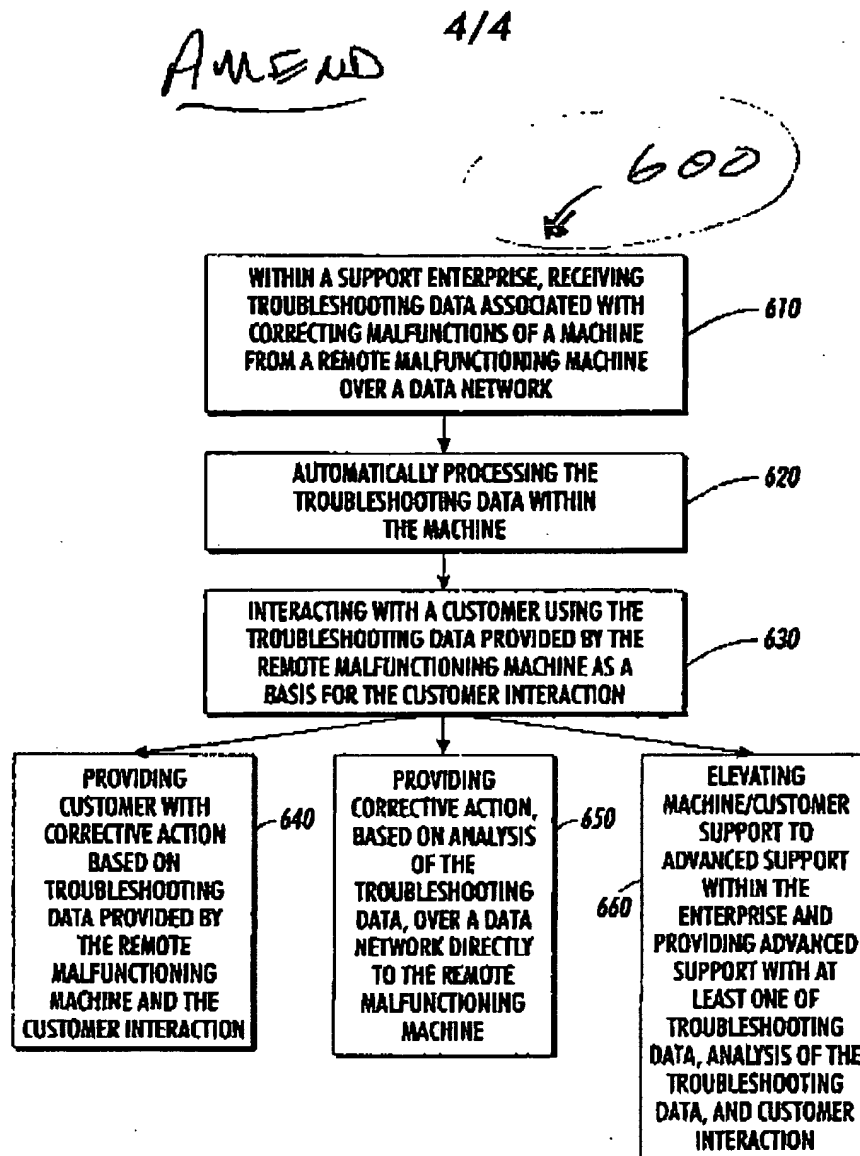 4/4
AMEND
600
WITHIN A SUPPORT ENTERPRISE, RECEIVING
TROUBLESHOOTING DATA ASSOCIATED WITH
CORRECTING MALFUNCTIONS OF A MACHINE
FROM A REMOTE MALFUNCTIONING MACHINE
OVER A DATA NETWORK
610
AUTOMATICALLY PROCESSING THE
TROUBLESHOOTING DATA WITHIN
THE MACHINE
620
INTERACTING WITH A CUSTOMER USING THE
TROUBLESHOOTING DATA PROVIDED BY THE
REMOTE MALFUNCTIONING MACHINE AS A
BASIS FOR THE CUSTOMER INTERACTION
630
PROVIDING
CUSTOMER WITH
CORRECTIVE ACTION
BASED ON
TROUBLESHOOTING
DATA PROVIDED BY
THE REMOTE
MALFUNCTIONING
MACHINE AND THE
CUSTOMER INTERACTION
640
PROVIDING
CORRECTIVE ACTION,
BASED ON ANALYSIS
OF THE
TROUBLESHOOTING
DATA, OVER A DATA
NETWORK DIRECTLY
TO THE REMOTE
MALFUNCTIONING
MACHINE
650
ELEVATING
MACHINE/CUSTOMER
SUPPORT TO
ADVANCED SUPPORT
WITHIN THE
ENTERPRISE AND
PROVIDING ADVANCED
SUPPORT WITH AT
LEAST ONE OF
TROUBLESHOOTING
DATA, ANALYSIS OF THE
TROUBLESHOOTING
DATA, AND CUSTOMER
INTERACTION
660